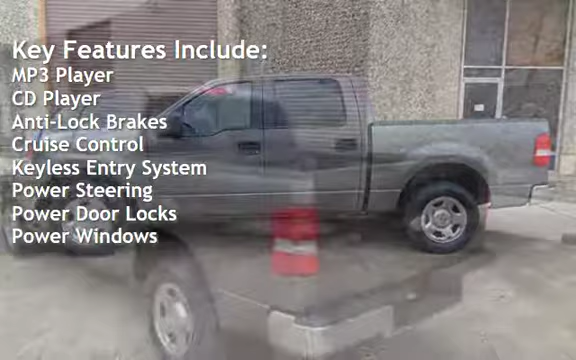 Key Features Include:
MP3 Player
CD Player
Anti-Lock Brakes
Cruise Control
Keyless Entry System
Power Steering
Power Door Locks
Power Windows